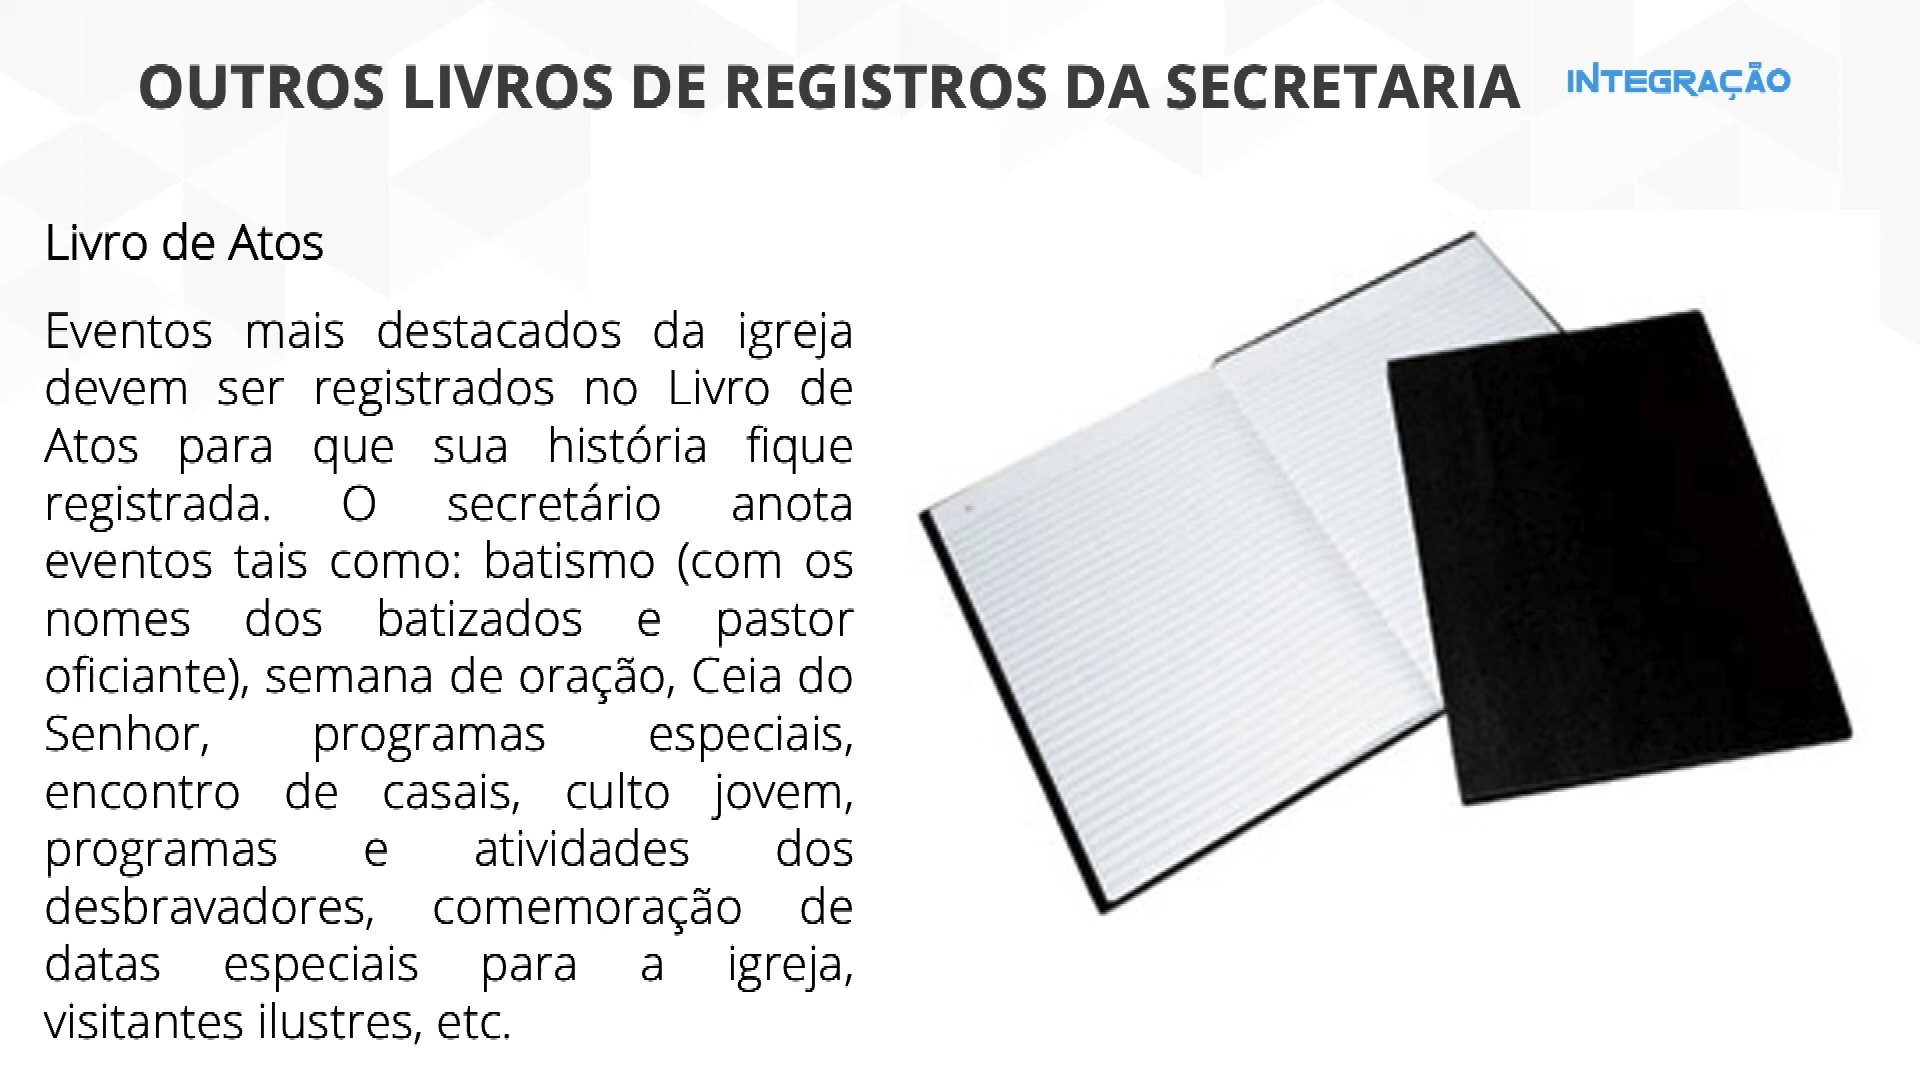 OUTROS LIVROS DE REGISTROS DA SECRETARIA
INTEGRAÇÃO
Livro de Atos
Eventos mais destacados da igreja
devem ser registrados no Livro de
Atos para que sua história fique
registrada. O secretário anota
eventos tais como: batismo (com os
nomes dos batizados e pastor
oficiante), semana de oração, Ceia do
Senhor, programas especiais,
encontro de casais, culto jovem,
programas e atividades dos
desbravadores, comemoração de
datas especiais para a igreja,
visitantes ilustres, etc.